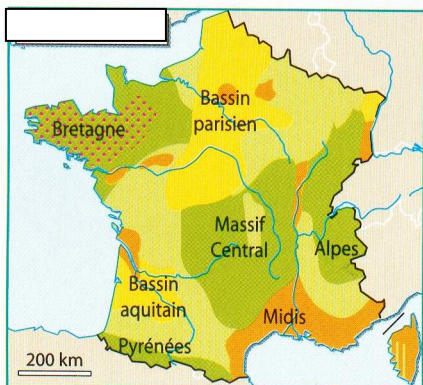 Bassin
parisien
Bretagne
Massif
Central
Alpes
Bassin
aquitain
Midis
Pyrénées
200 km